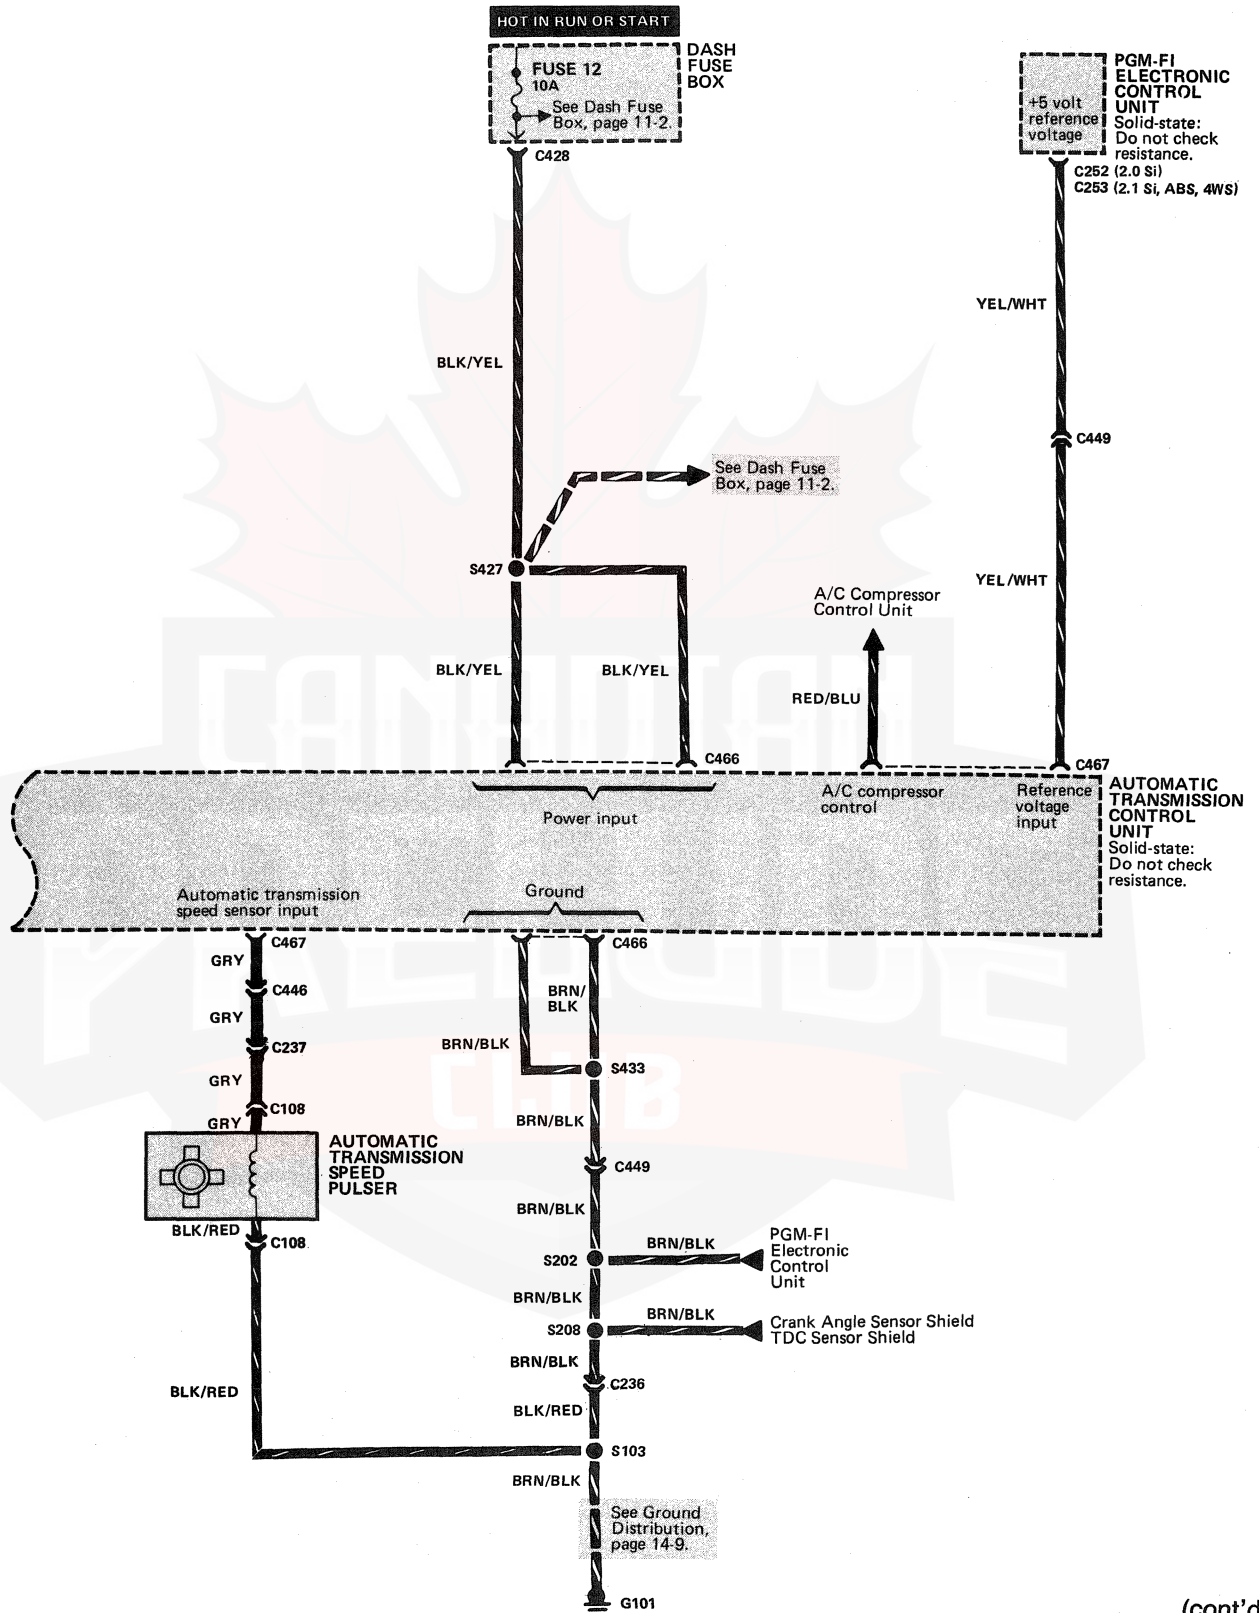 HOT IN RUN OR START
DASH
FUSE
BOX
FUSE 12
10A
See Dash Fuse
Box, page 11-2.
C428
PGM-FI
ELECTRONIC
CONTROL
UNIT
Solid-state:
Do not check
resistance.
+5 volt
reference
voltage
C252 (2.0 Si)
C253 (2.1 Si, ABS, 4WS)
YEL/WHT
BLK/YEL
C449
See Dash Fuse
Box, page 11-2.
S427
YEL/WHT
A/C Compressor
Control Unit
BLK/YEL
BLK/YEL
RED/BLU
C466
C467
CANADIAN
PRELUDE
CLUB
Power input
A/C compressor
control
Reference
voltage
input
AUTOMATIC
TRANSMISSION
CONTROL
UNIT
Solid-state:
Do not check
resistance.
Automatic transmission
speed sensor input
Ground
C467
C466
GRY
C446
BRN/
BLK
GRY
C237
BRN/BLK
S433
GRY
C108
GRY
BRN/BLK
AUTOMATIC
TRANSMISSION
SPEED
PULSER
C449
BRN/BLK
BLK/RED
C108
S202
BRN/BLK
PGM-FI
Electronic
Control
Unit
BRN/BLK
S208
BRN/BLK
Crank Angle Sensor Shield
TDC Sensor Shield
BRN/BLK
C236
BLK/RED
BLK/RED
S103
BRN/BLK
See Ground
Distribution,
page 14-9.
G101
(cont'd